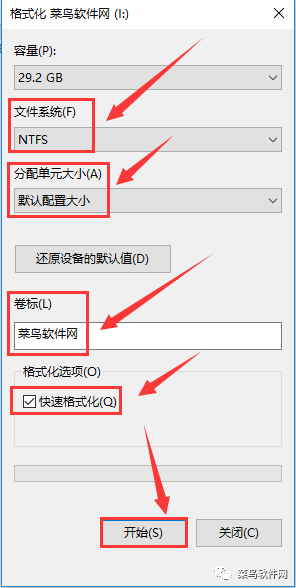 格式化 菜鸟软件网 (I:)
容量(P):
29.2 GB
文件系统(F)
NTFS
分配单元大小(A)
默认配置大小
还原设备的默认值(D)
卷标(L)
菜鸟软件网
格式化选项(O)
快速格式化(Q)
开始(S)
关闭(C)
菜鸟软件网